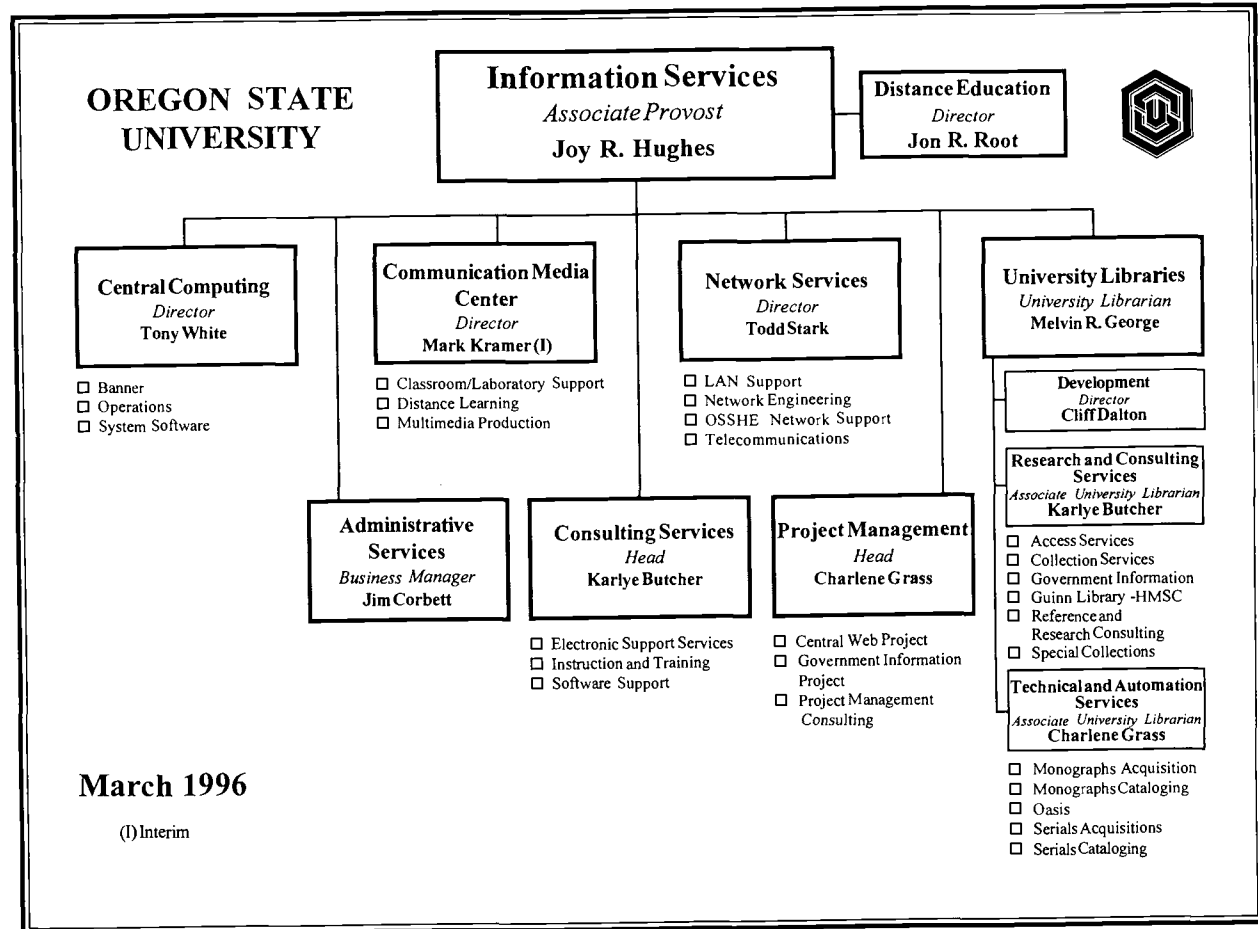 OREGON STATE
UNIVERSITY
Information Services
Associate Provost
Joy R. Hughes
Distance Education
Director
Jon R. Root
OSU
Central Computing
Director
Tony White
☐ Banner
☐ Operations
☐ System Software
Communication Media
Center
Director
Mark Kramer (I)
☐ Classroom/Laboratory Support
☐ Distance Learning
☐ Multimedia Production
Network Services
Director
Todd Stark
☐ LAN Support
☐ Network Engineering
☐ OSSHE Network Support
☐ Telecommunications
University Libraries
University Librarian
Melvin R. George
Development
Director
Cliff Dalton
Research and Consulting
Services
Associate University Librarian
Karlye Butcher
☐ Access Services
☐ Collection Services
☐ Government Information
☐ Guinn Library -HMSC
☐ Reference and
Research Consulting
☐ Special Collections
Technical and Automation
Services
Associate University Librarian
Charlene Grass
☐ Monographs Acquisition
☐ Monographs Cataloging
☐ Oasis
☐ Serials Acquisitions
☐ Serials Cataloging
Administrative
Services
Business Manager
Jim Corbett
Consulting Services
Head
Karlye Butcher
☐ Electronic Support Services
☐ Instruction and Training
☐ Software Support
Project Management
Head
Charlene Grass
☐ Central Web Project
☐ Government Information
Project
☐ Project Management
Consulting
March 1996
(I) Interim